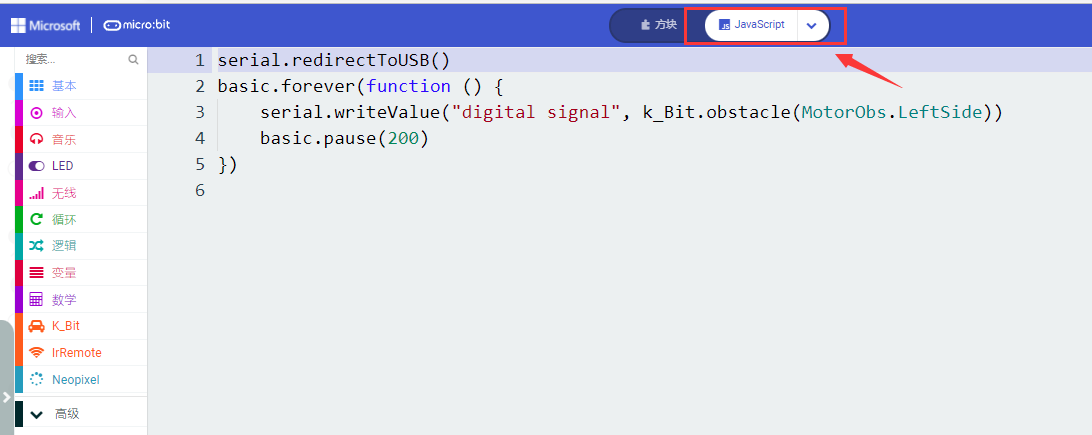 Microsoft micro:bit 方块 JS JavaScript
搜索...
基本
输入
音乐
LED
无线
循环
逻辑
变量
数学
K_Bit
IrRemote
Neopixel
高级
1 serial.redirectToUSB()
2 basic.forever(function () {
3     serial.writeValue("digital signal", k_Bit.obstacle(MotorObs.LeftSide))
4     basic.pause(200)
5 })
6